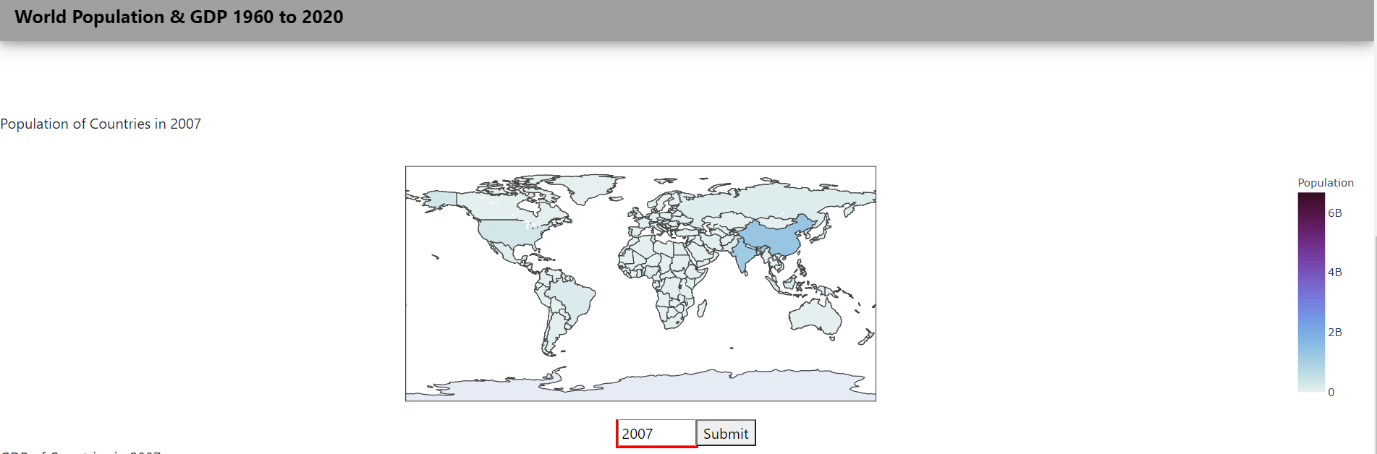 World Population & GDP 1960 to 2020
Population of Countries in 2007
Population
6B
4B
2B
0
2007
Submit